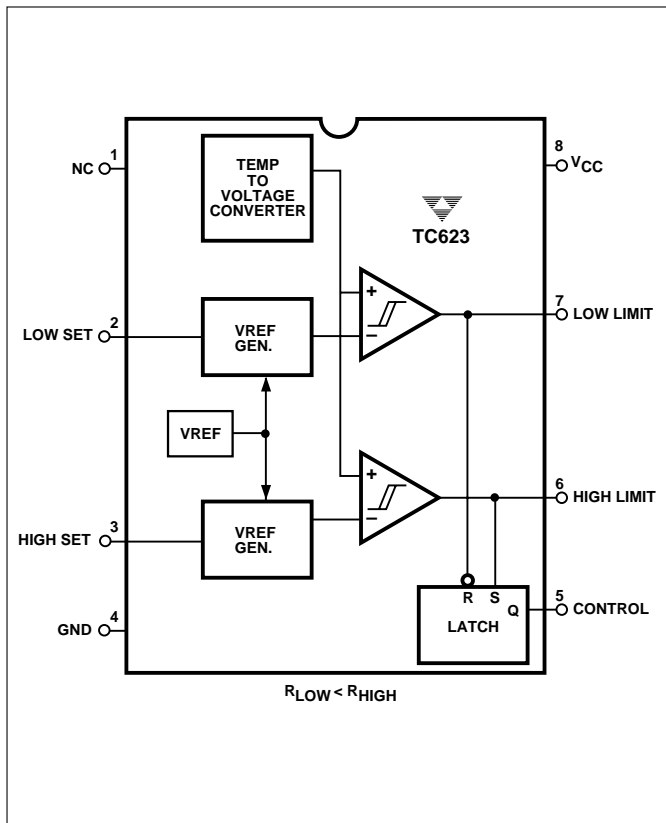 NC
1
8
VCC
TEMP
TO
VOLTAGE
CONVERTER
TC623
+
−
LOW SET
2
VREF
GEN.
7
LOW LIMIT
VREF
+
−
6
HIGH LIMIT
HIGH SET
3
VREF
GEN.
R
S
Q
LATCH
5
CONTROL
GND
4
RLOW < RHIGH